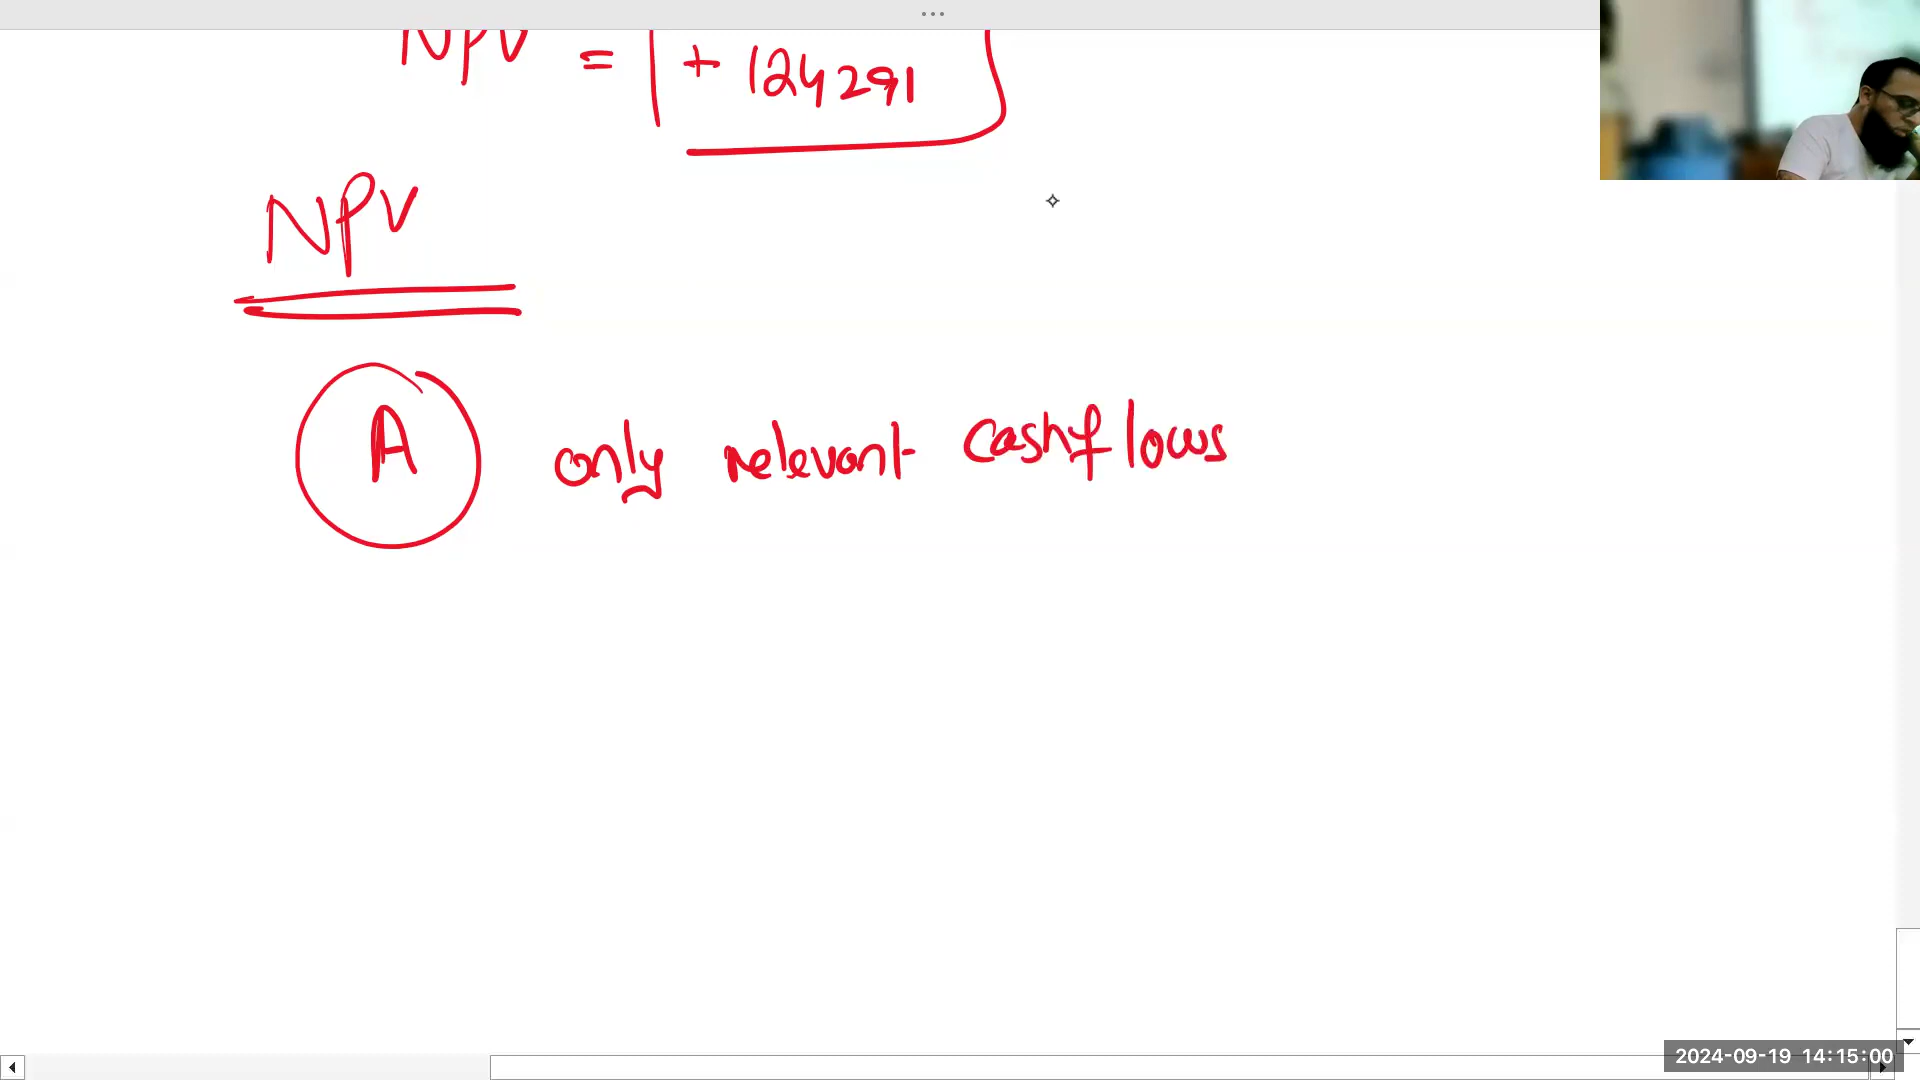 NPV = + 124291
NPV
A only relevant cashflows
2024-09-19 14:15:00